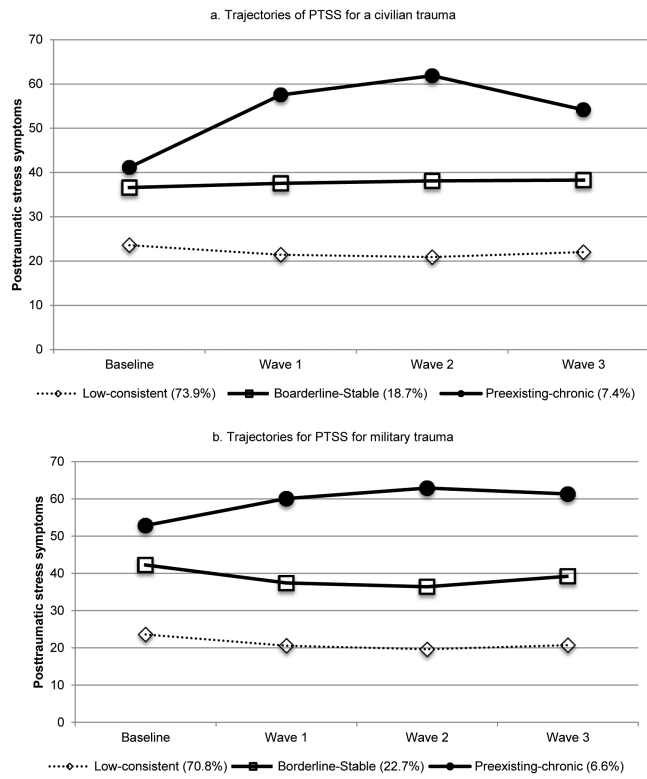 a. Trajectories of PTSS for a civilian trauma
70
60
50
40
30
20
10
0
Posttraumatic stress symptoms
Baseline Wave 1 Wave 2 Wave 3
Low-consistent (73.9%) Boarderline-Stable (18.7%) Preexisting-chronic (7.4%)
b. Trajectories for PTSS for military trauma
70
60
50
40
30
20
10
0
Posttraumatic stress symptoms
Baseline Wave 1 Wave 2 Wave 3
Low-consistent (70.8%) Borderline-Stable (22.7%) Preexisting-chronic (6.6%)